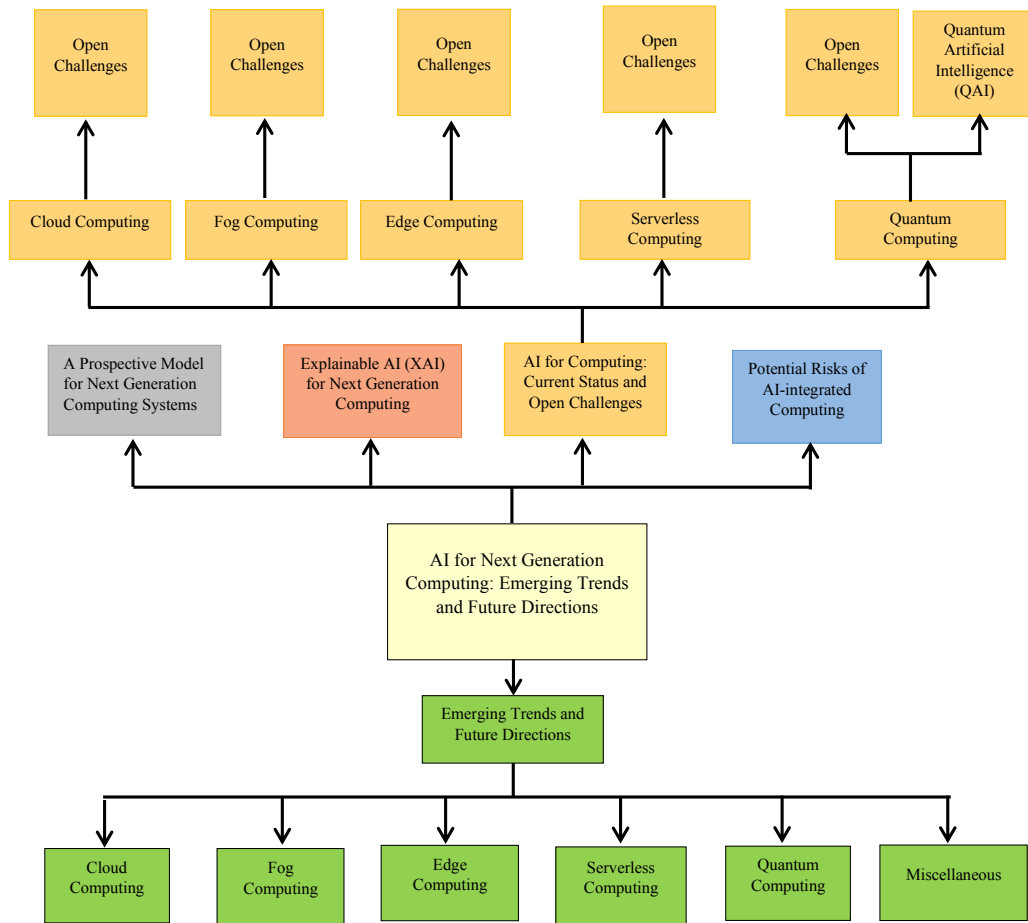 Open
Challenges
Open
Challenges
Open
Challenges
Open
Challenges
Open
Challenges
Quantum
Artificial
Intelligence
(QAI)
Cloud Computing
Fog Computing
Edge Computing
Serverless
Computing
Quantum
Computing
A Prospective Model
for Next Generation
Computing Systems
Explainable AI (XAI)
for Next Generation
Computing
AI for Computing:
Current Status and
Open Challenges
Potential Risks of
AI-integrated
Computing
AI for Next Generation
Computing: Emerging Trends
and Future Directions
Emerging Trends and
Future Directions
Cloud
Computing
Fog
Computing
Edge
Computing
Serverless
Computing
Quantum
Computing
Miscellaneous